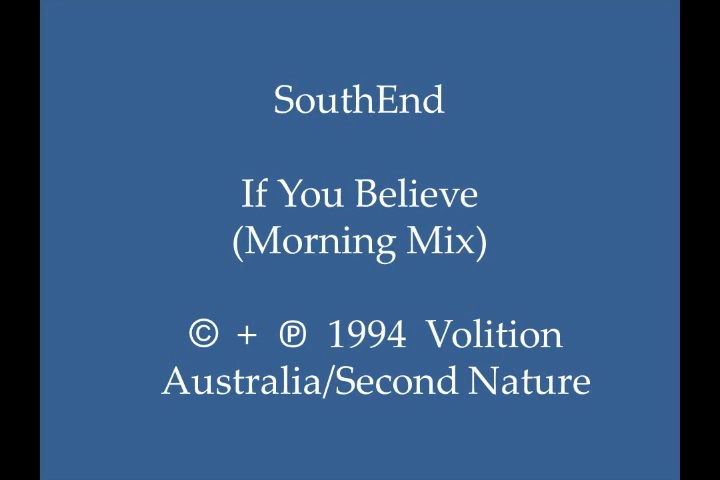 SouthEnd
If You Believe
(Morning Mix)
© + ℗ 1994 Volition
Australia/Second Nature